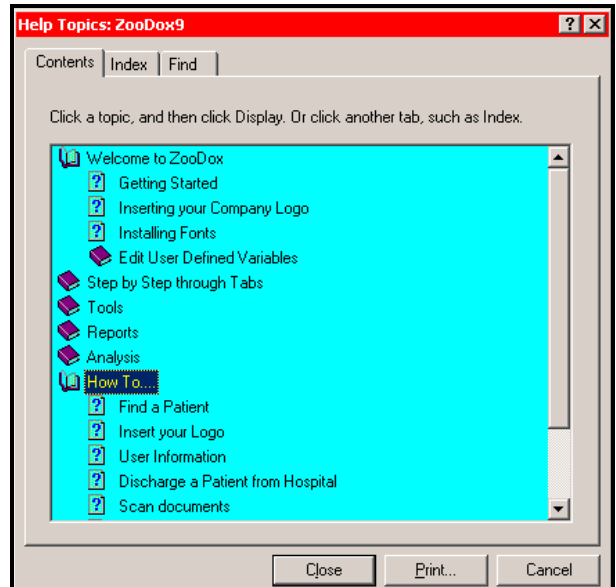 Help Topics: ZooDox9
Contents Index Find
Click a topic, and then click Display. Or click another tab, such as Index.
Welcome to ZooDox
Getting Started
Inserting your Company Logo
Installing Fonts
Edit User Defined Variables
Step by Step through Tabs
Tools
Reports
Analysis
How To....
Find a Patient
Insert your Logo
User Information
Discharge a Patient from Hospital
Scan documents
Close Print... Cancel